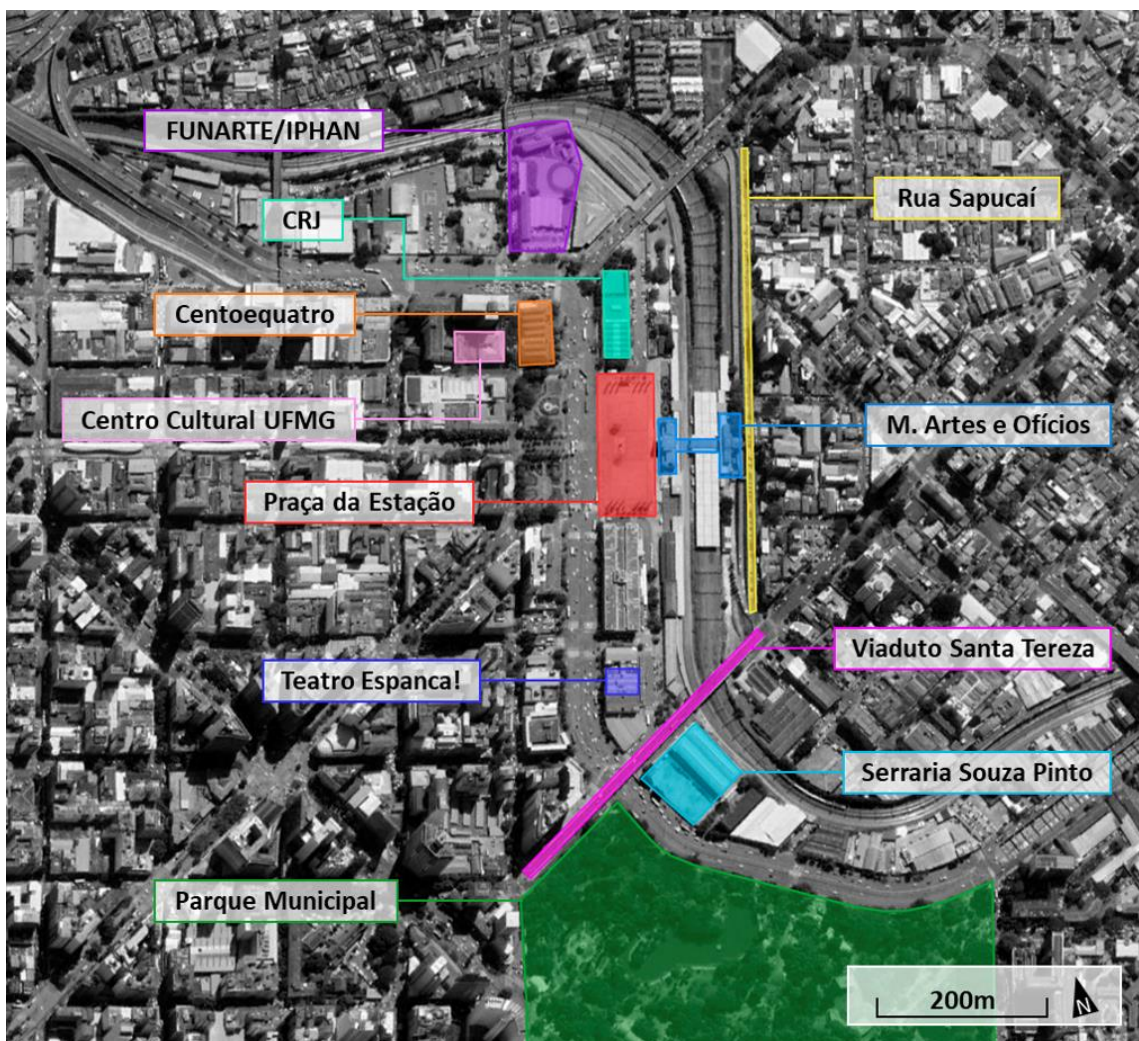 FUNARTE/IPHAN
Rua Sapucaí
CRJ
Centoequatro
Centro Cultural UFMG
M. Artes e Ofícios
Praça da Estação
Viaduto Santa Tereza
Teatro Espanca!
Serraria Souza Pinto
Parque Municipal
200m
N